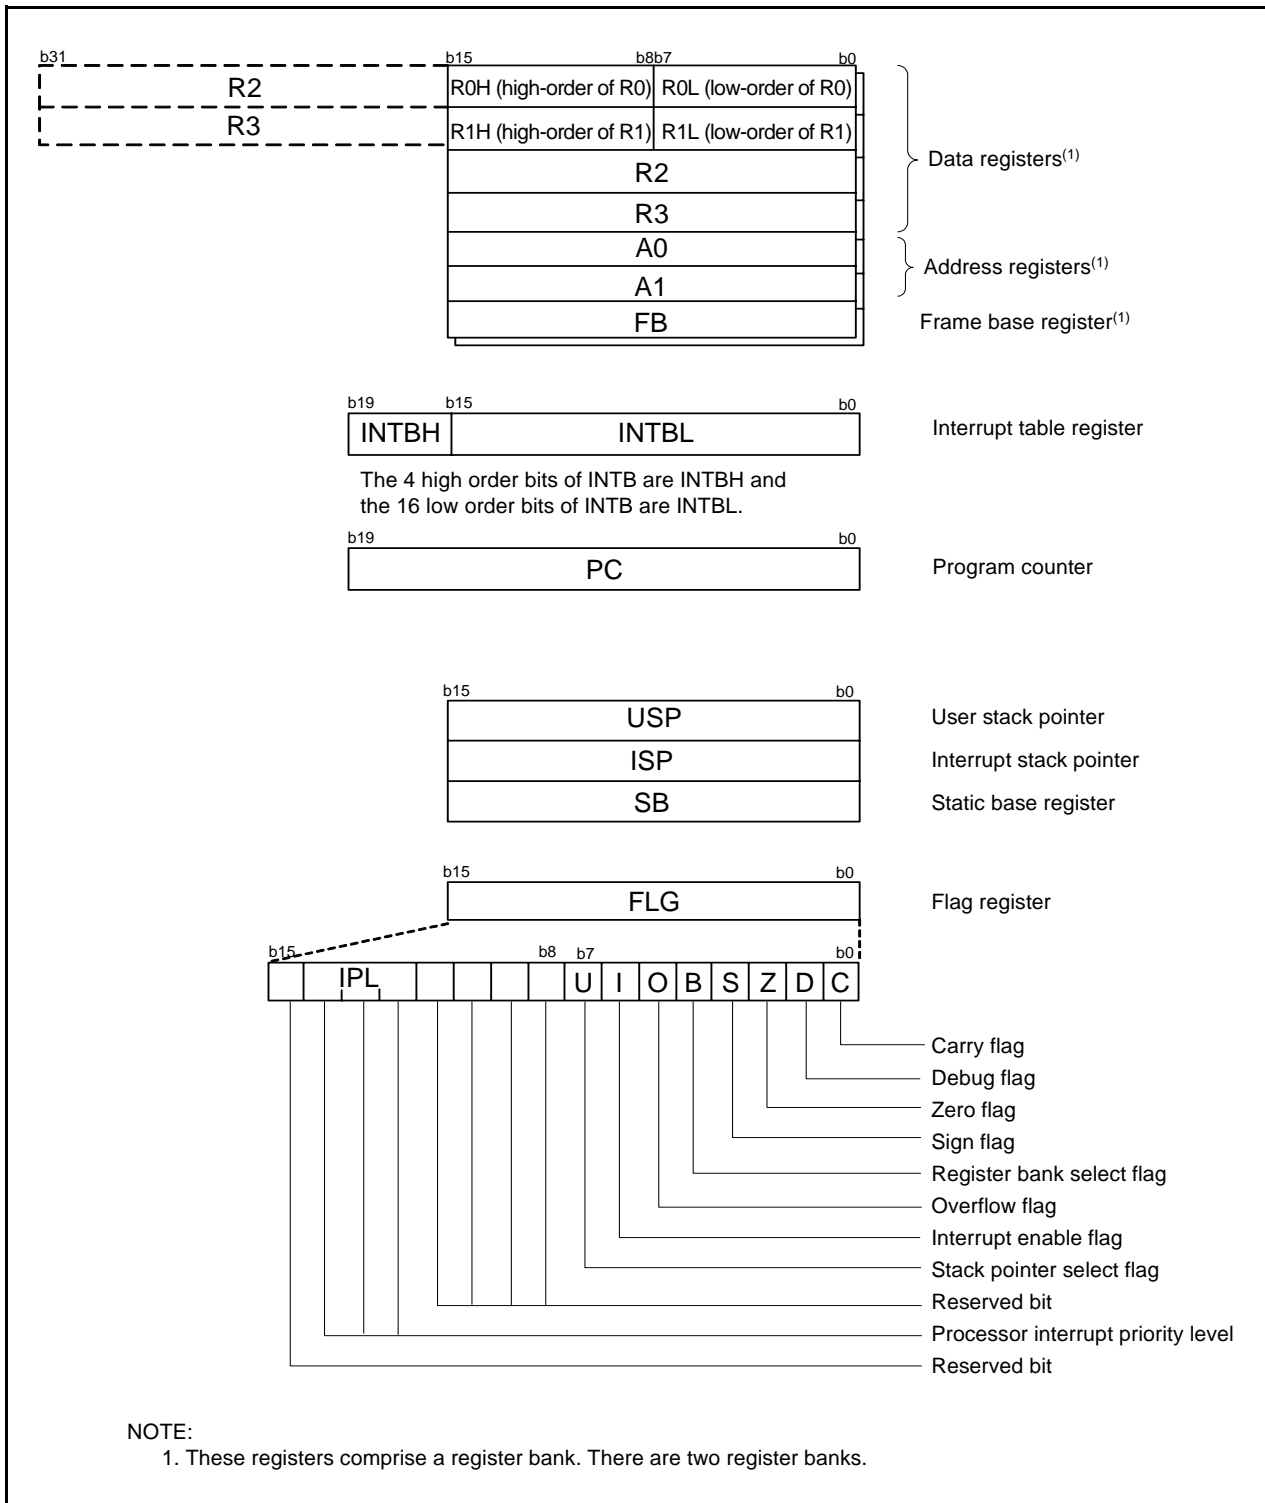 b31 b15 b8b7 b0
R2 R0H (high-order of R0) R0L (low-order of R0)
R3 R1H (high-order of R1) R1L (low-order of R1)
Data registers(1)
R2
R3
A0
Address registers(1)
A1
FB Frame base register(1)
b19 b15 b0
INTBH INTBL Interrupt table register
The 4 high order bits of INTB are INTBH and
the 16 low order bits of INTB are INTBL.
b19 b0
PC Program counter
b15 b0
USP User stack pointer
ISP Interrupt stack pointer
SB Static base register
b15 b0
FLG Flag register
b15 b8 b7 b0
IPL U I O B S Z D C
Carry flag
Debug flag
Zero flag
Sign flag
Register bank select flag
Overflow flag
Interrupt enable flag
Stack pointer select flag
Reserved bit
Processor interrupt priority level
Reserved bit
NOTE:
1. These registers comprise a register bank. There are two register banks.